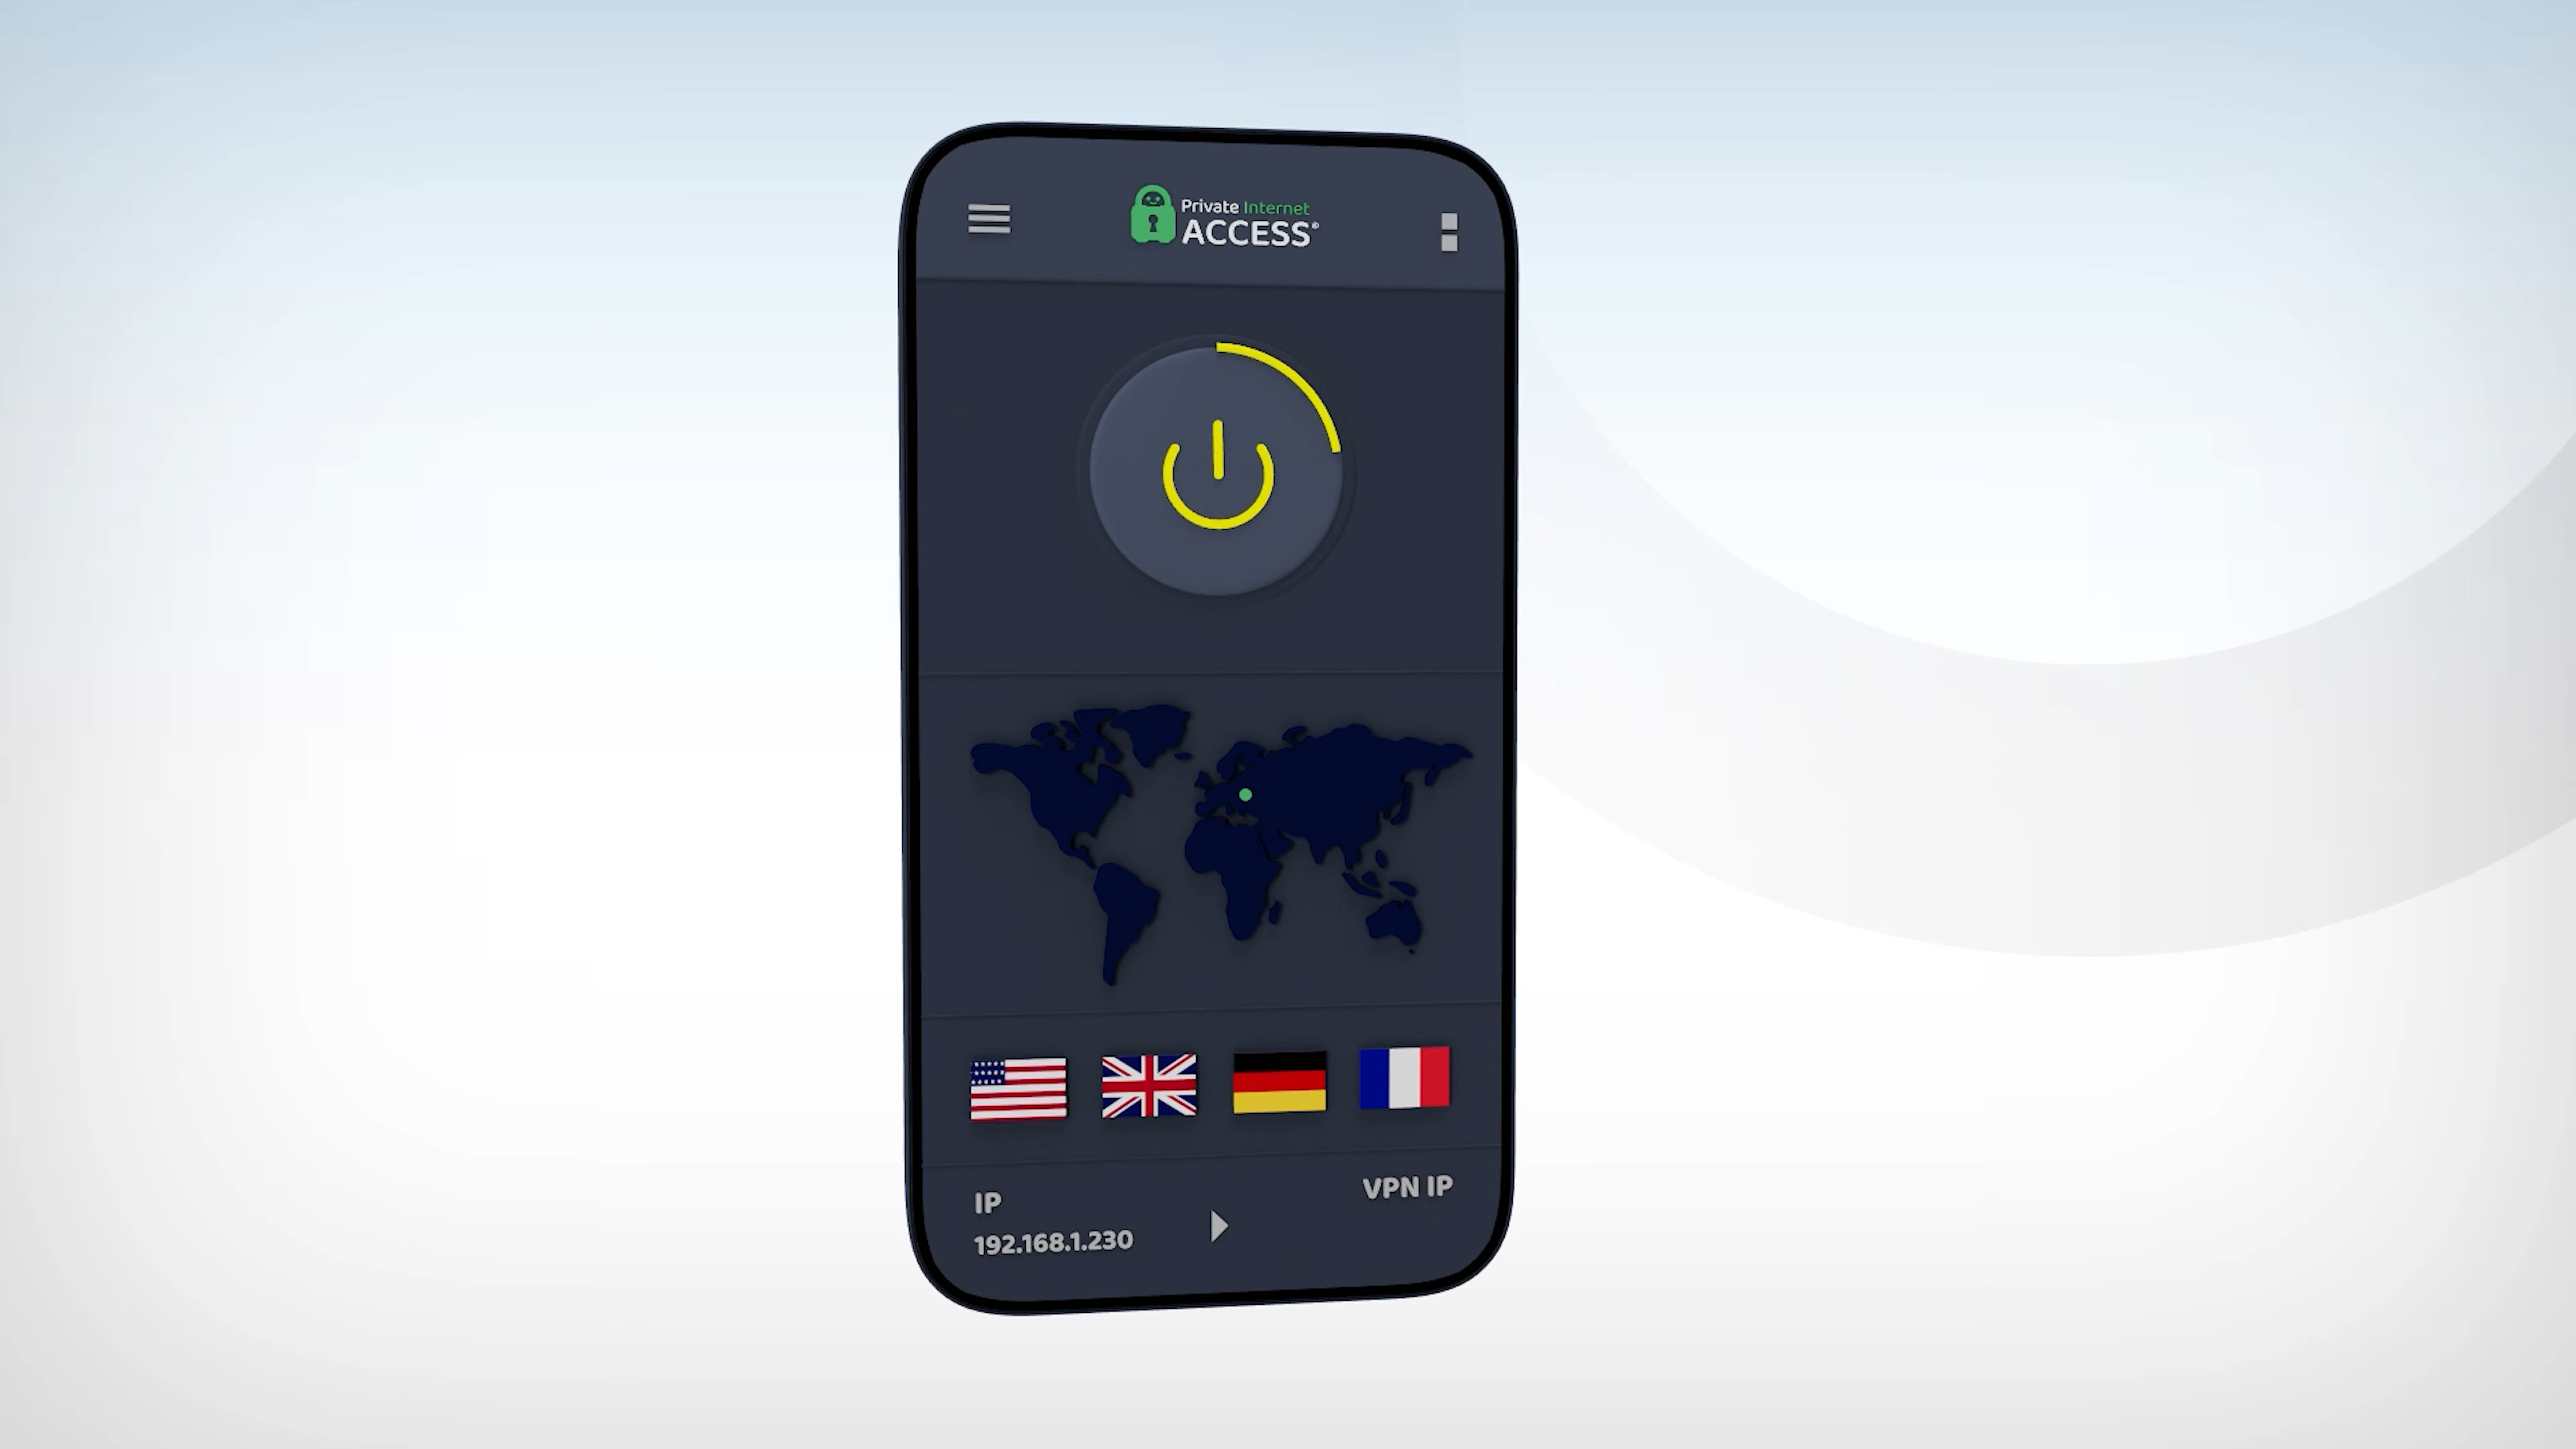 Private Internet
ACCESS®
IP
192.168.1.230
VPN IP